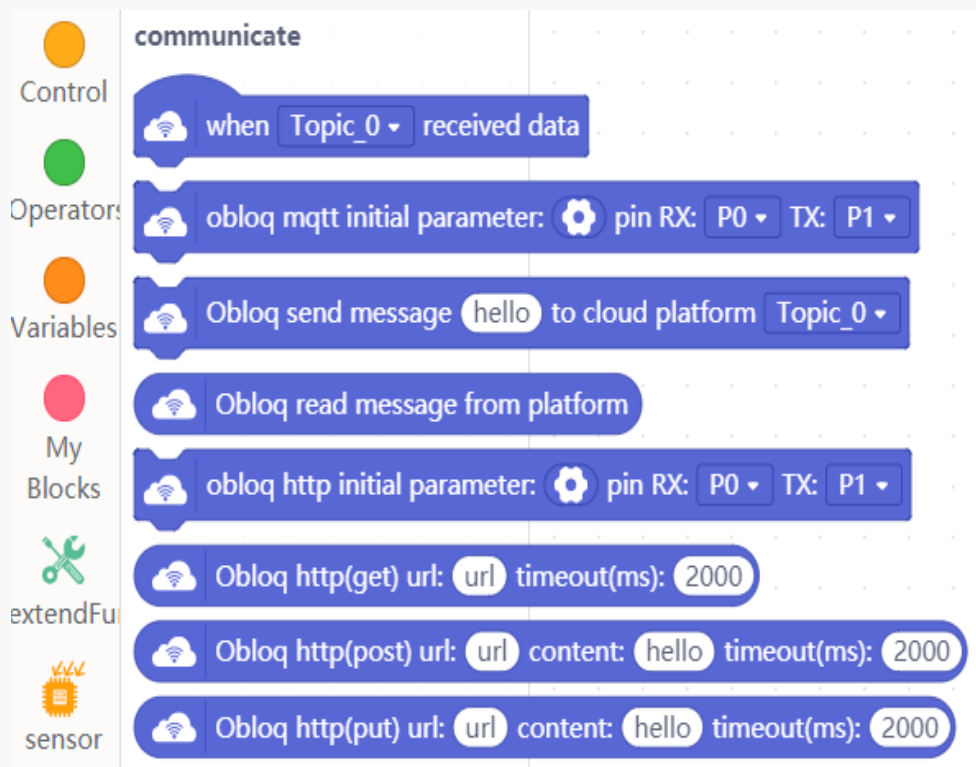 communicate
Control
when Topic_0 received data
Operators
obloq mqtt initial parameter: pin RX: P0 TX: P1
Variables
Obloq send message hello to cloud platform Topic_0
My
Blocks
Obloq read message from platform
obloq http initial parameter: pin RX: P0 TX: P1
extendFu
Obloq http(get) url: url timeout(ms): 2000
sensor
Obloq http(post) url: url content: hello timeout(ms): 2000
Obloq http(put) url: url content: hello timeout(ms): 2000